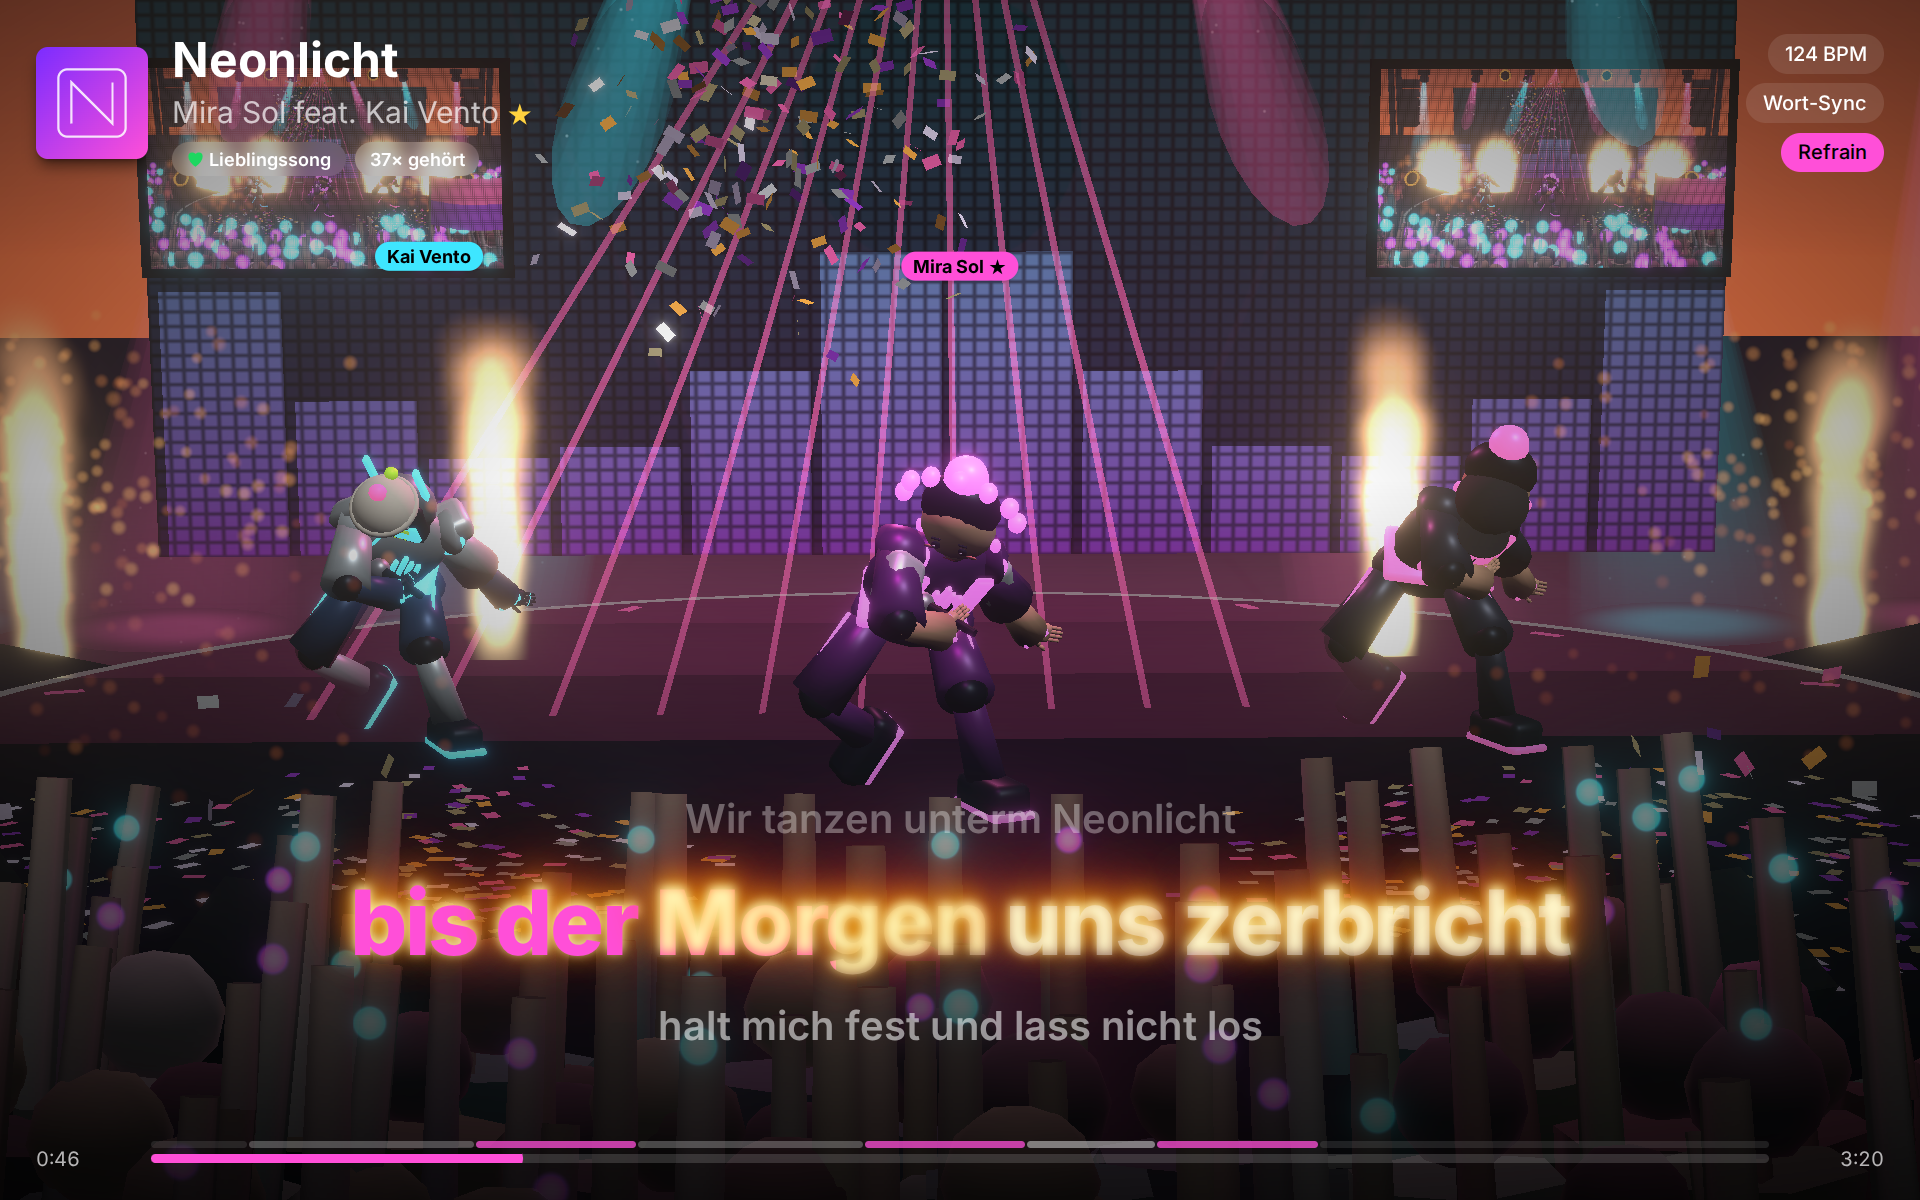 N
Neonlicht
Mira Sol feat. Kai Vento ★
Lieblingssong
37× gehört
124 BPM
Wort-Sync
Refrain
Kai Vento
Mira Sol ★
Wir tanzen unterm Neonlicht
bis der Morgen uns zerbricht
halt mich fest und lass nicht los
0:46
3:20